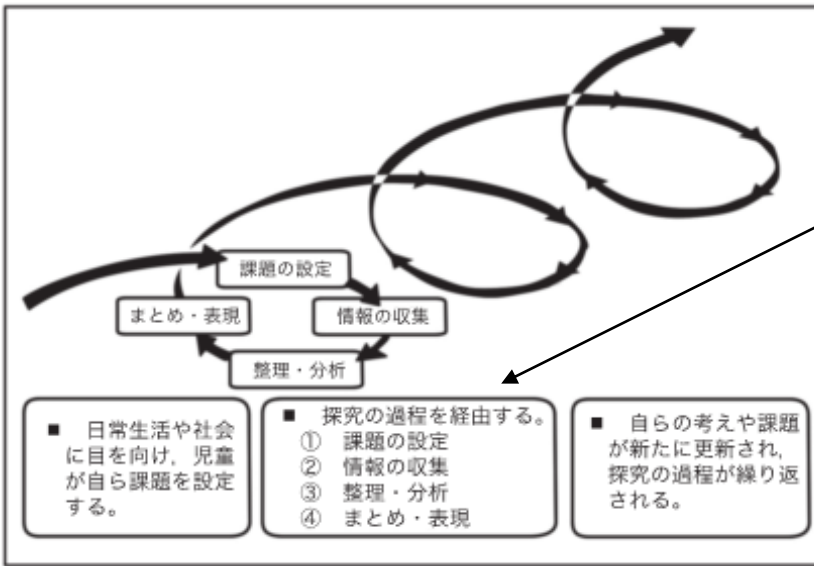 課題の設定
まとめ・表現
情報の収集
整理・分析
■ 日常生活や社会
に目を向け,児童
が自ら課題を設定
する。
■ 探究の過程を経由する。
① 課題の設定
② 情報の収集
③ 整理・分析
④ まとめ・表現
■ 自らの考えや課題
が新たに更新され,
探究の過程が繰り返
される。